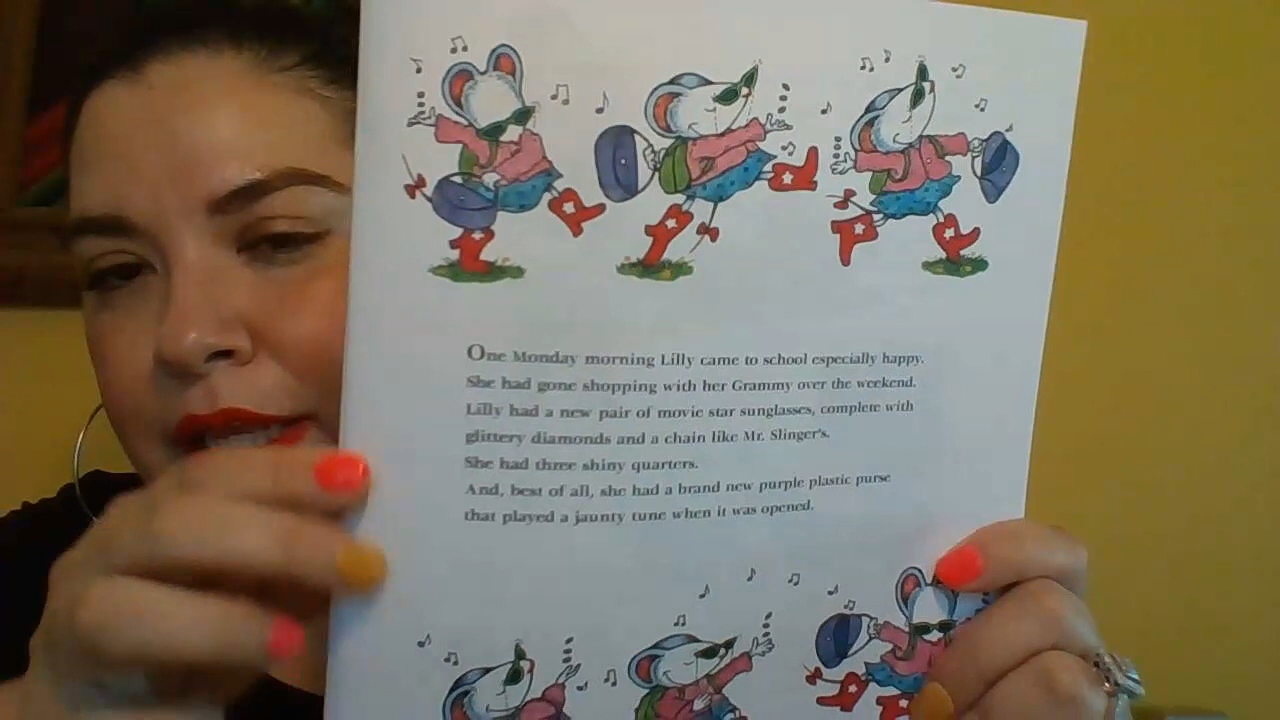 One Monday morning Lilly came to school especially happy.
She had gone shopping with her Grammy over the weekend.
Lilly had a new pair of movie star sunglasses, complete with
glittery diamonds and a chain like Mr. Slinger's.
She had three shiny quarters.
And, best of all, she had a brand new purple plastic purse
that played a jaunty tune when it was opened.